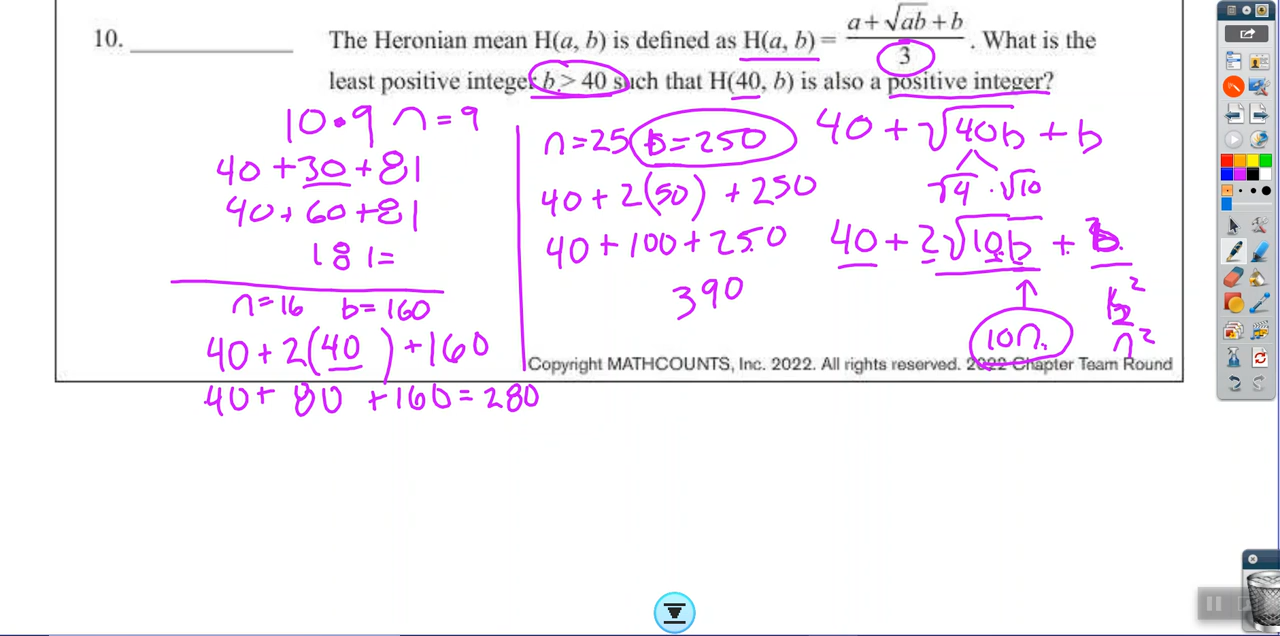 10. ____________ The Heronian mean H(a, b) is defined as H(a, b) = (a + √ab + b)/3 . What is the
least positive integer b > 40 such that H(40, b) is also a positive integer?
10•9 n=9
40+30+81
40+60+81
181=
n=16 b=160
40+2(40)+160
40+80+160=280
n=25 b=250
40+2(50)+250
40+100+250
390
40+√40b+b
√4·√10
40+2√10b+
10n
n²
Copyright MATHCOUNTS, Inc. 2022. All rights reserved. 2022 Chapter Team Round